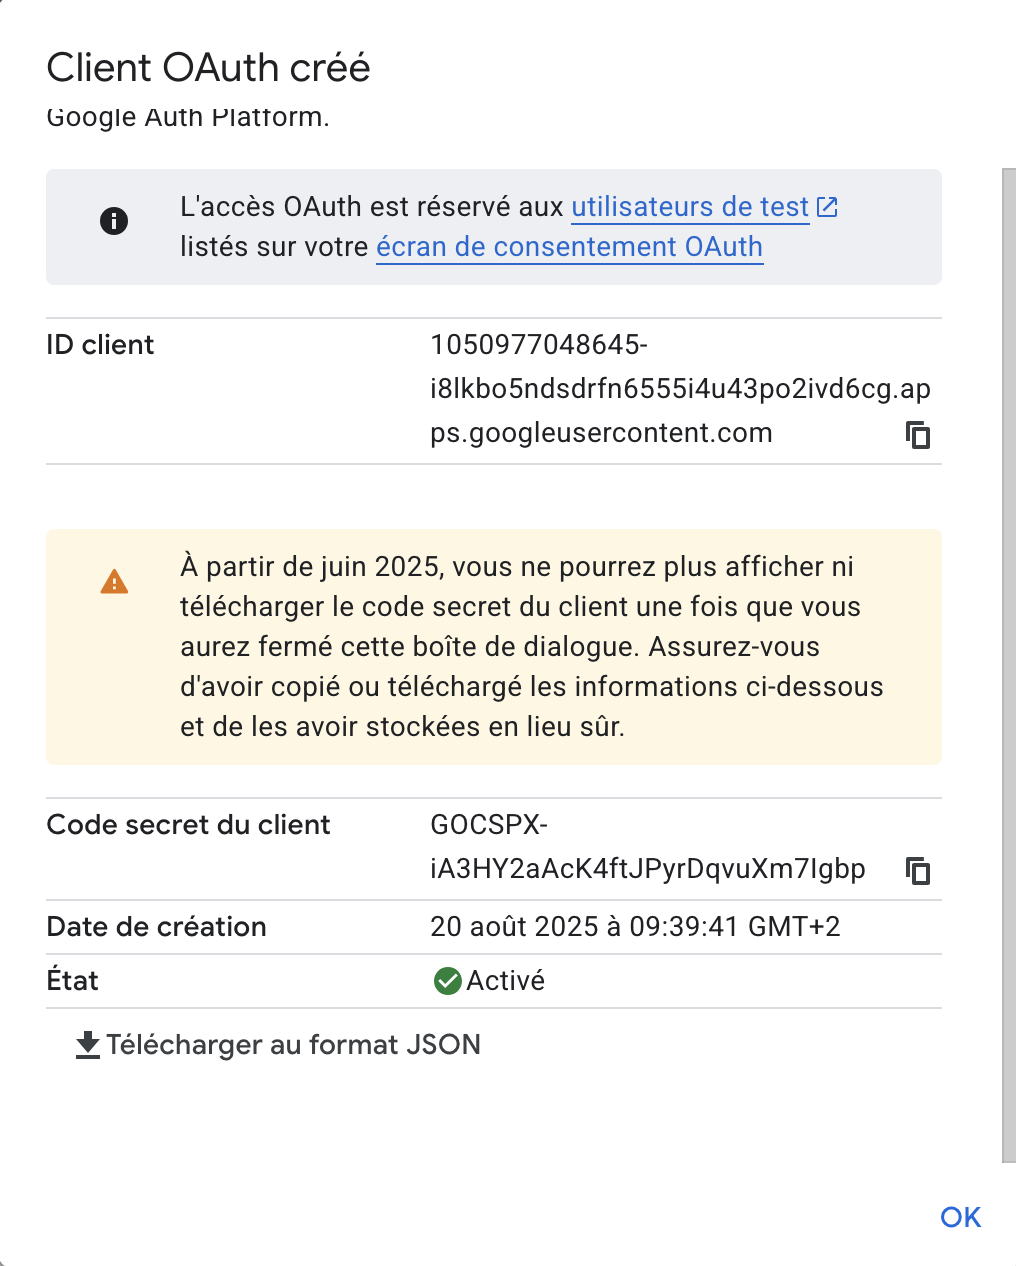 Client OAuth créé
Google Auth Platform.
L'accès OAuth est réservé aux utilisateurs de test
listés sur votre écran de consentement OAuth
ID client
1050977048645-
i8lkbo5ndsdrfn6555i4u43po2ivd6cg.ap
ps.googleusercontent.com
À partir de juin 2025, vous ne pourrez plus afficher ni
télécharger le code secret du client une fois que vous
aurez fermé cette boîte de dialogue. Assurez-vous
d'avoir copié ou téléchargé les informations ci-dessous
et de les avoir stockées en lieu sûr.
Code secret du client
GOCSPX-
iA3HY2aAcK4ftJPyrDqvuXm7Igbp
Date de création
20 août 2025 à 09:39:41 GMT+2
État
Activé
Télécharger au format JSON
OK